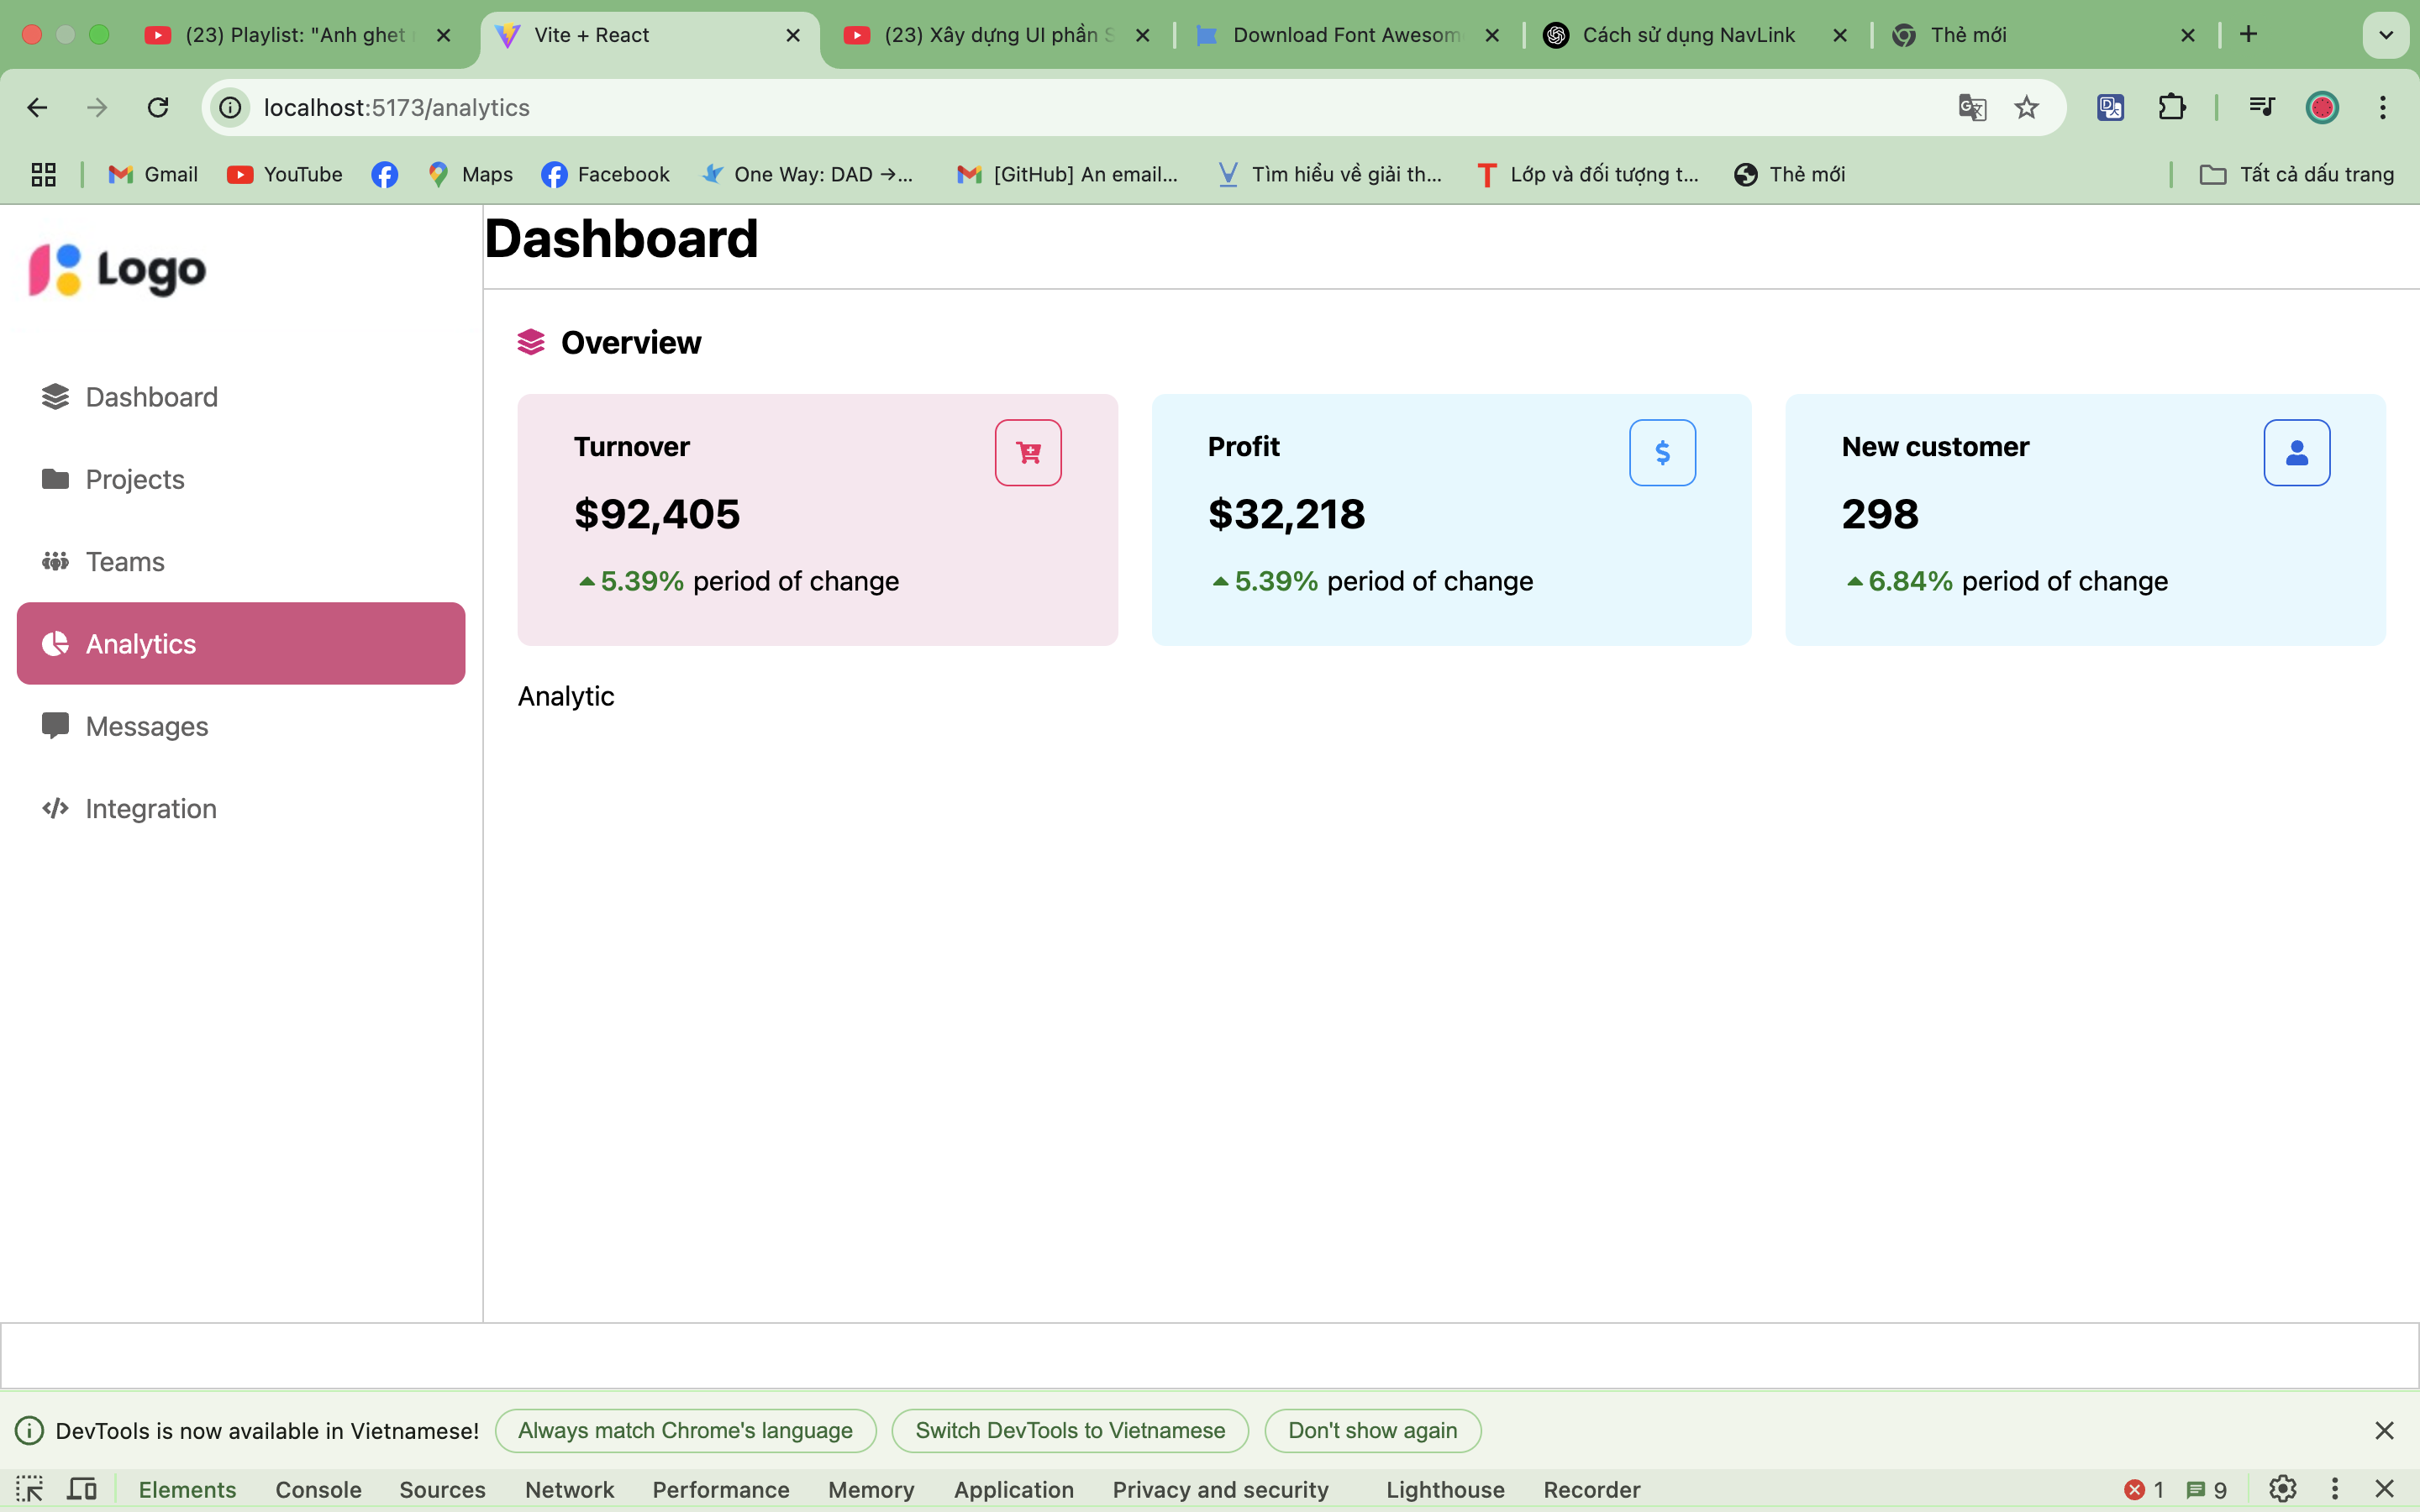 (23) Playlist: "Anh ghet
Vite + React
(23) Xây dựng UI phần S
Download Font Awesom
Cách sử dụng NavLink
Thẻ mới
localhost:5173/analytics
Gmail
YouTube
Maps
Facebook
One Way: DAD →...
[GitHub] An email...
Tìm hiểu về giải th...
Lớp và đối tượng t...
Thẻ mới
Tất cả dấu trang
Logo
Dashboard
Projects
Teams
Analytics
Messages
Integration
Dashboard
Overview
Turnover
$92,405
5.39% period of change
Profit
$
$32,218
5.39% period of change
New customer
298
6.84% period of change
Analytic
DevTools is now available in Vietnamese!
Always match Chrome's language
Switch DevTools to Vietnamese
Don't show again
Elements
Console
Sources
Network
Performance
Memory
Application
Privacy and security
Lighthouse
Recorder
1
9